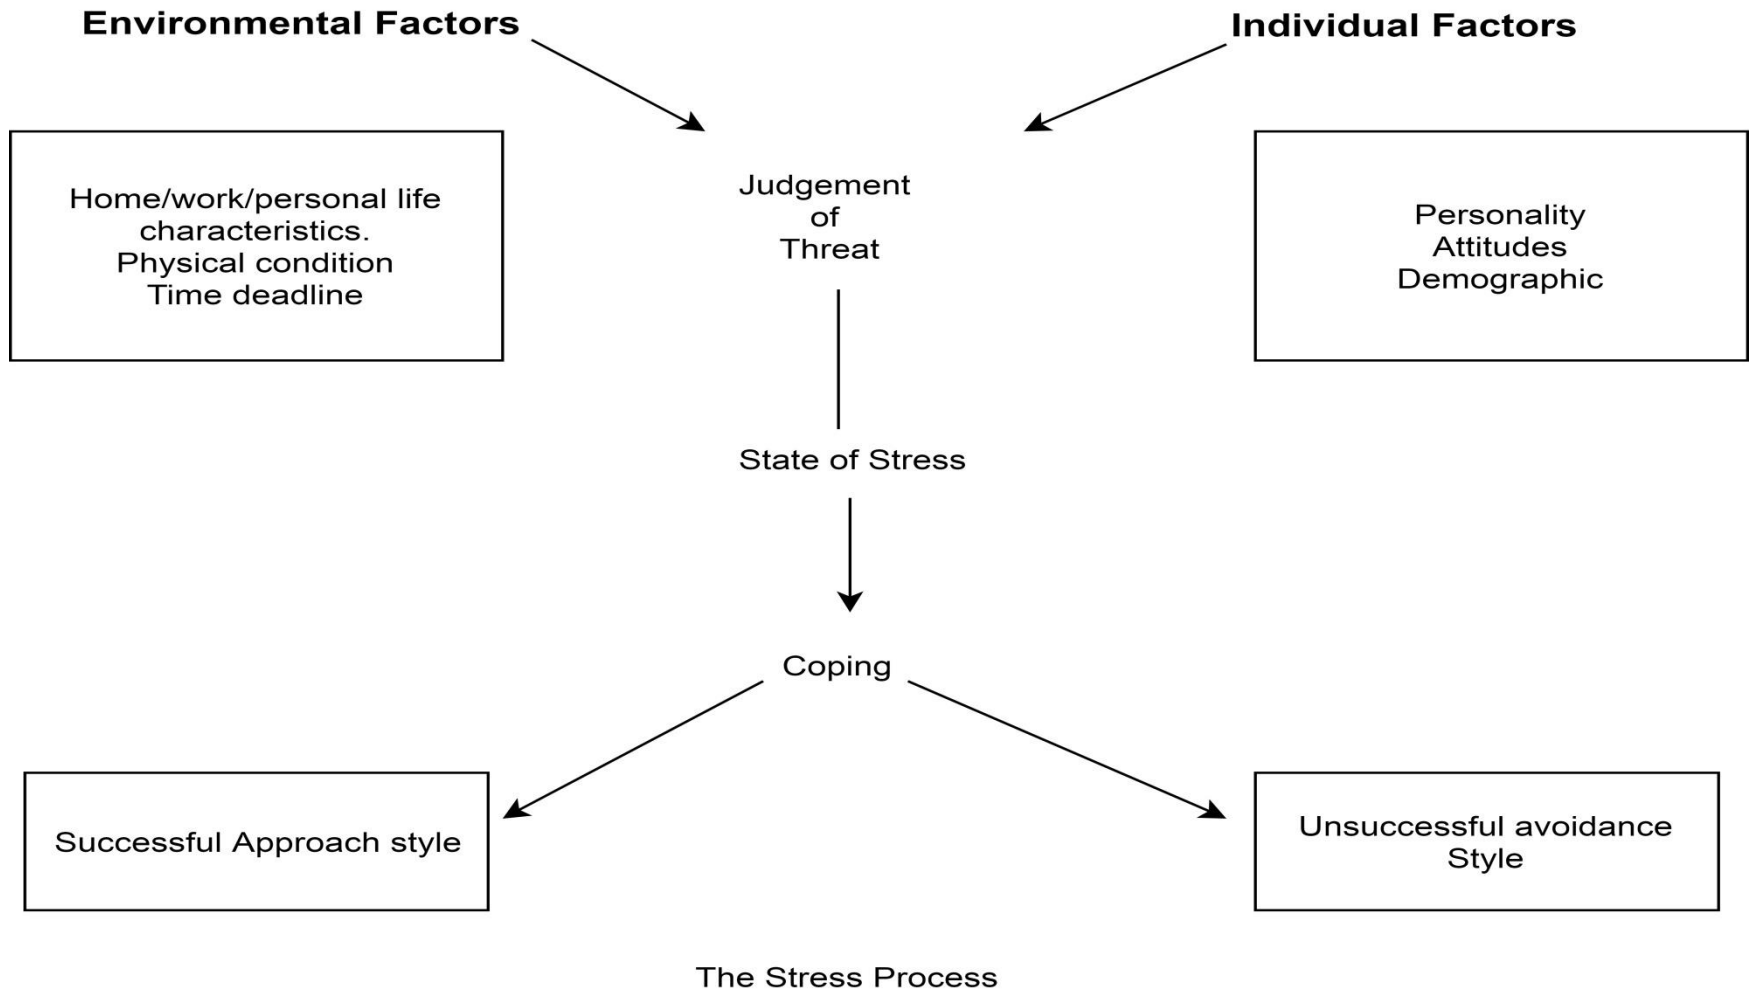 Environmental Factors
Individual Factors
Home/work/personal life
characteristics.
Physical condition
Time deadline
Judgement
of
Threat
Personality
Attitudes
Demographic
State of Stress
Coping
Successful Approach style
Unsuccessful avoidance
Style
The Stress Process